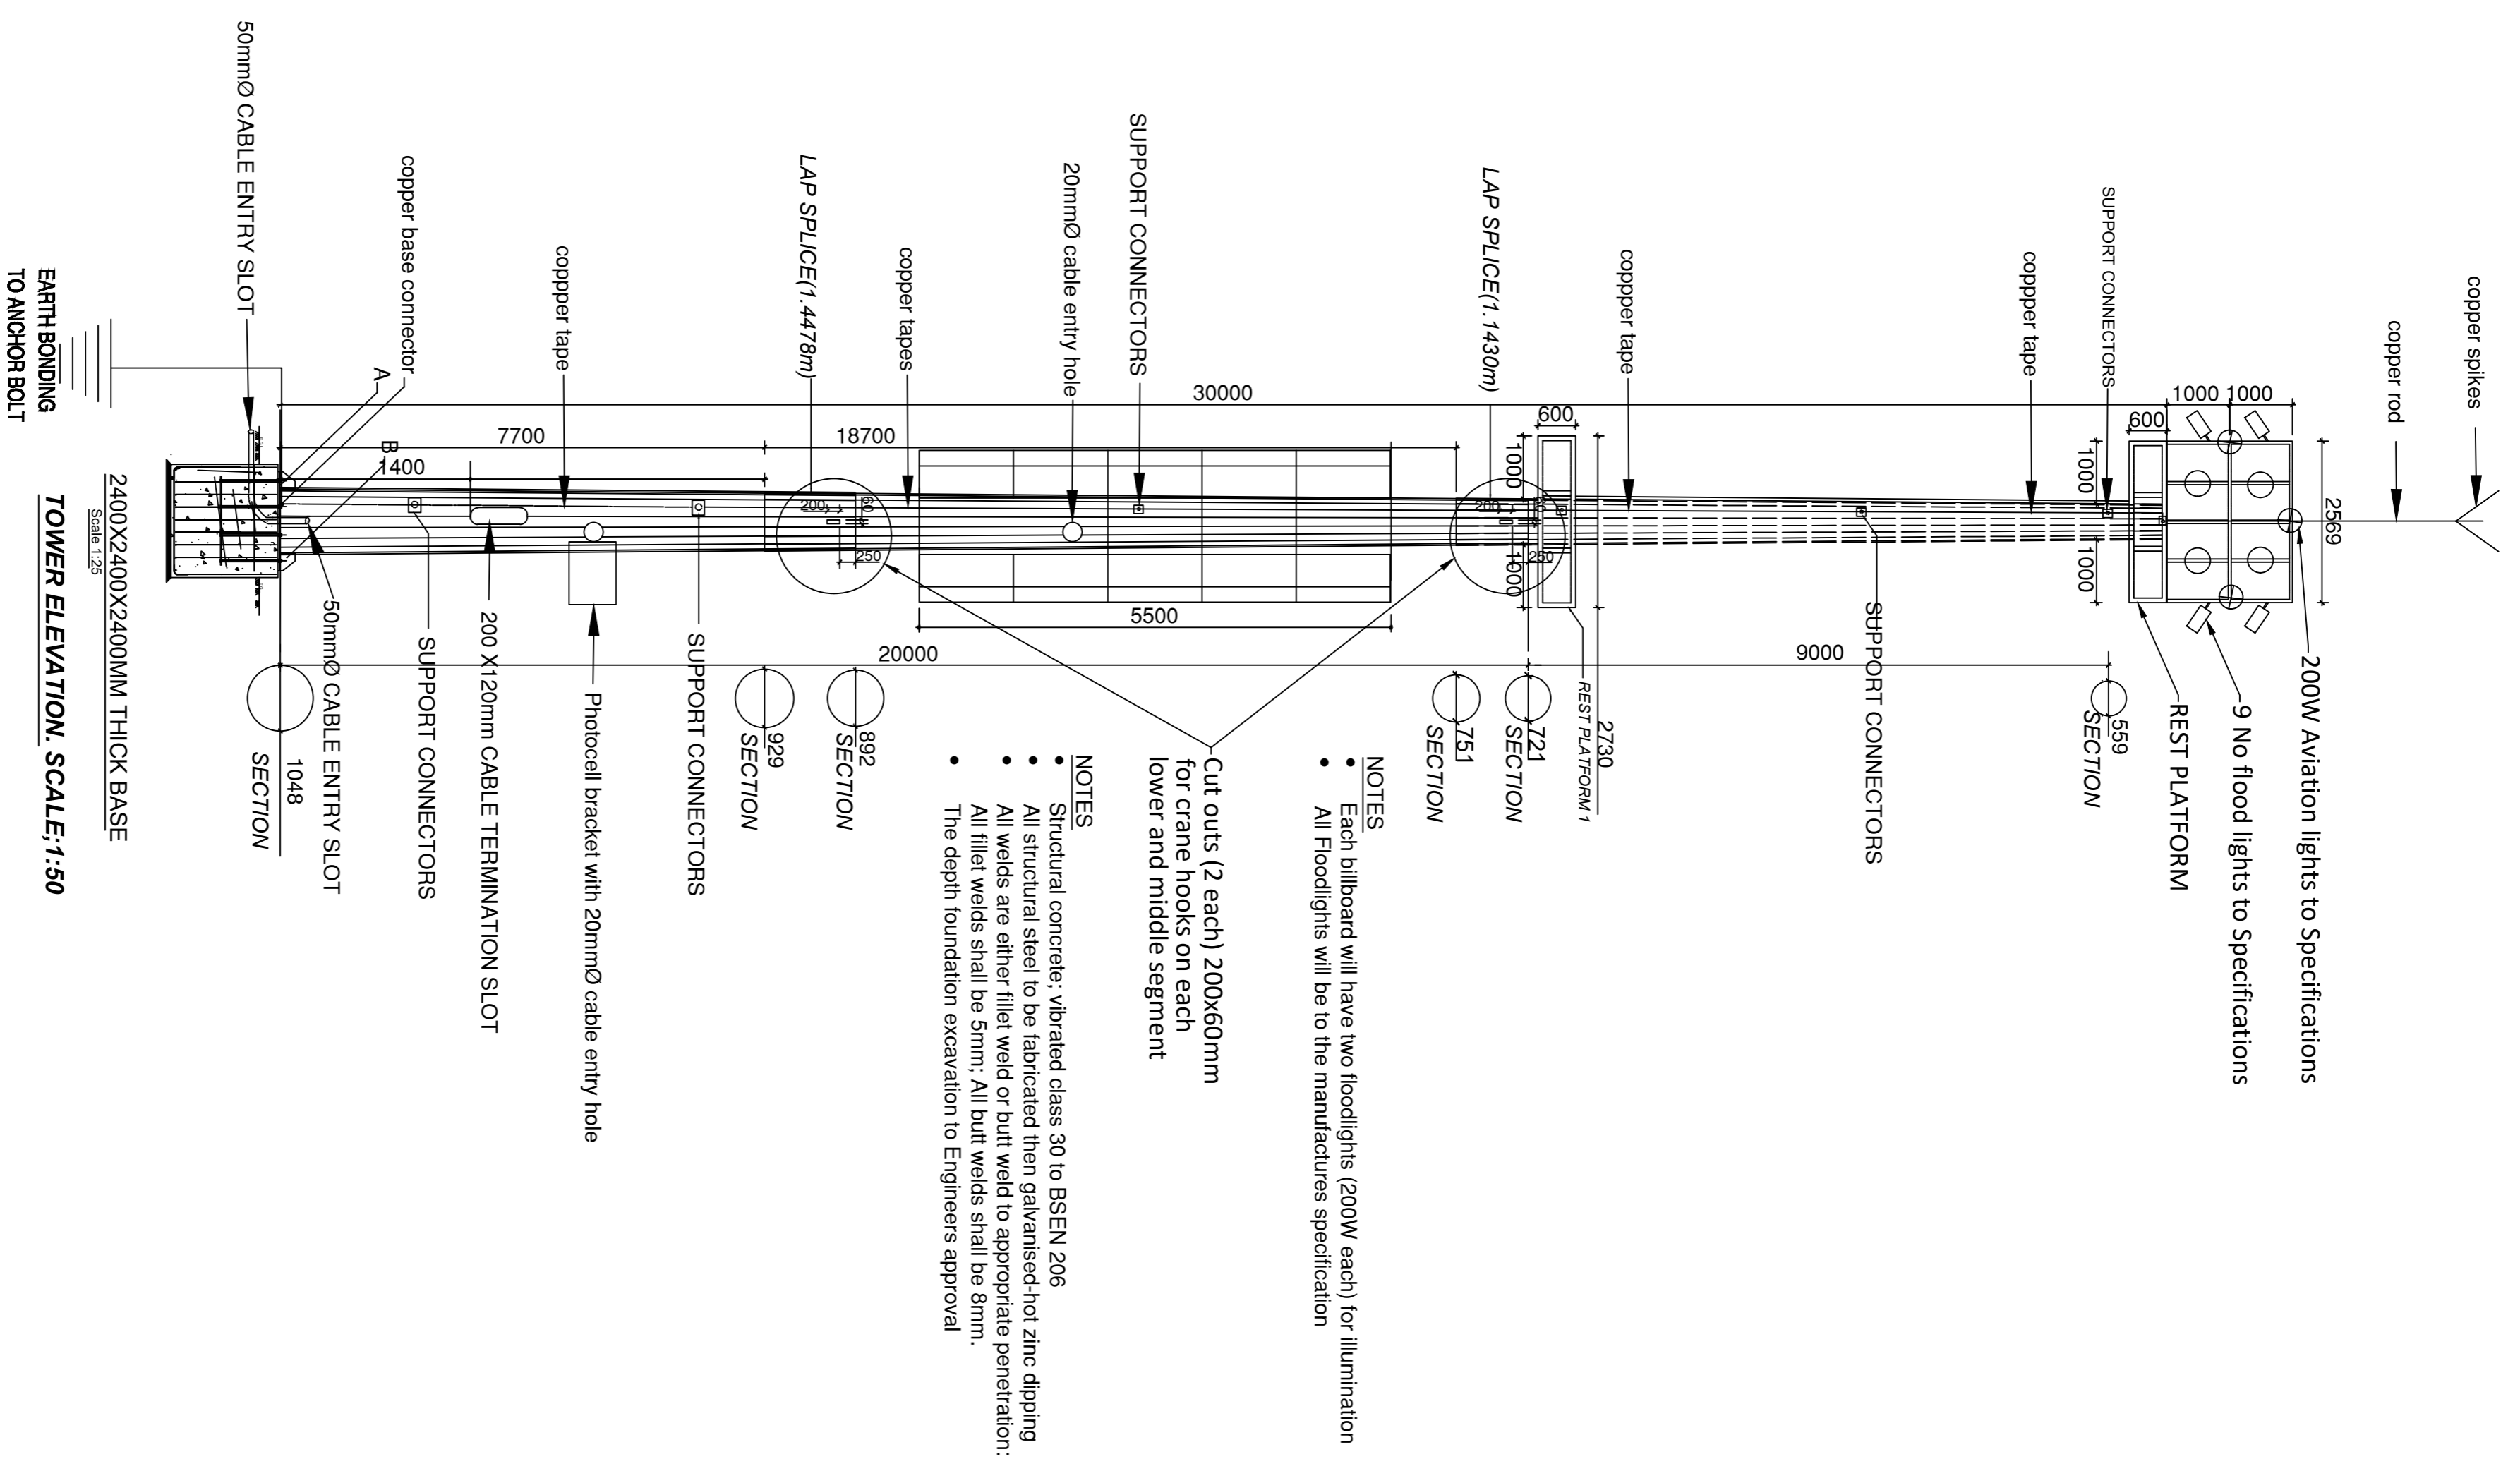 copper spikes
copper rod
200W Aviation lights to Specifications
9 No flood lights to Specifications
REST PLATFORM
2569
1000
1000
600
SUPPORT CONNECTORS
1000
1000
559
SECTION
coppper tape
SUPPORT CONNECTORS
9000
coppper tape
2730
REST PLATFORM 1
600
1000
1000
LAP SPLICE(1.1430m)
200
60
250
721
SECTION
751
SECTION
NOTES
• Each billboard will have two floodlights (200W each) for illumination
• All Floodlights will be to the manufactures specification
30000
Cut outs (2 each) 200x60mm
for crane hooks on each
lower and middle segment
SUPPORT CONNECTORS
20mmØ cable entry hole
5500
NOTES
• Structural concrete; vibrated class 30 to BSEN 206
• All structural steel to be fabricated then galvanised-hot zinc dipping
• All welds are either fillet weld or butt weld to appropriate penetration:
All fillet welds shall be 5mm; All butt welds shall be 8mm.
• The depth foundation excavation to Engineers approval
copper tapes
20000
18700
LAP SPLICE(1.4478m)
200
60
250
892
SECTION
929
SECTION
SUPPORT CONNECTORS
Photocell bracket with 20mmØ cable entry hole
coppper tape
7700
200 X120mm CABLE TERMINATION SLOT
SUPPORT CONNECTORS
1400
copper base connector
A
B
50mmØ CABLE ENTRY SLOT
1048
SECTION
50mmØ CABLE ENTRY SLOT
2400X2400X2400MM THICK BASE
Scale 1:25
EARTH BONDING
TO ANCHOR BOLT
TOWER ELEVATION. SCALE;1:50